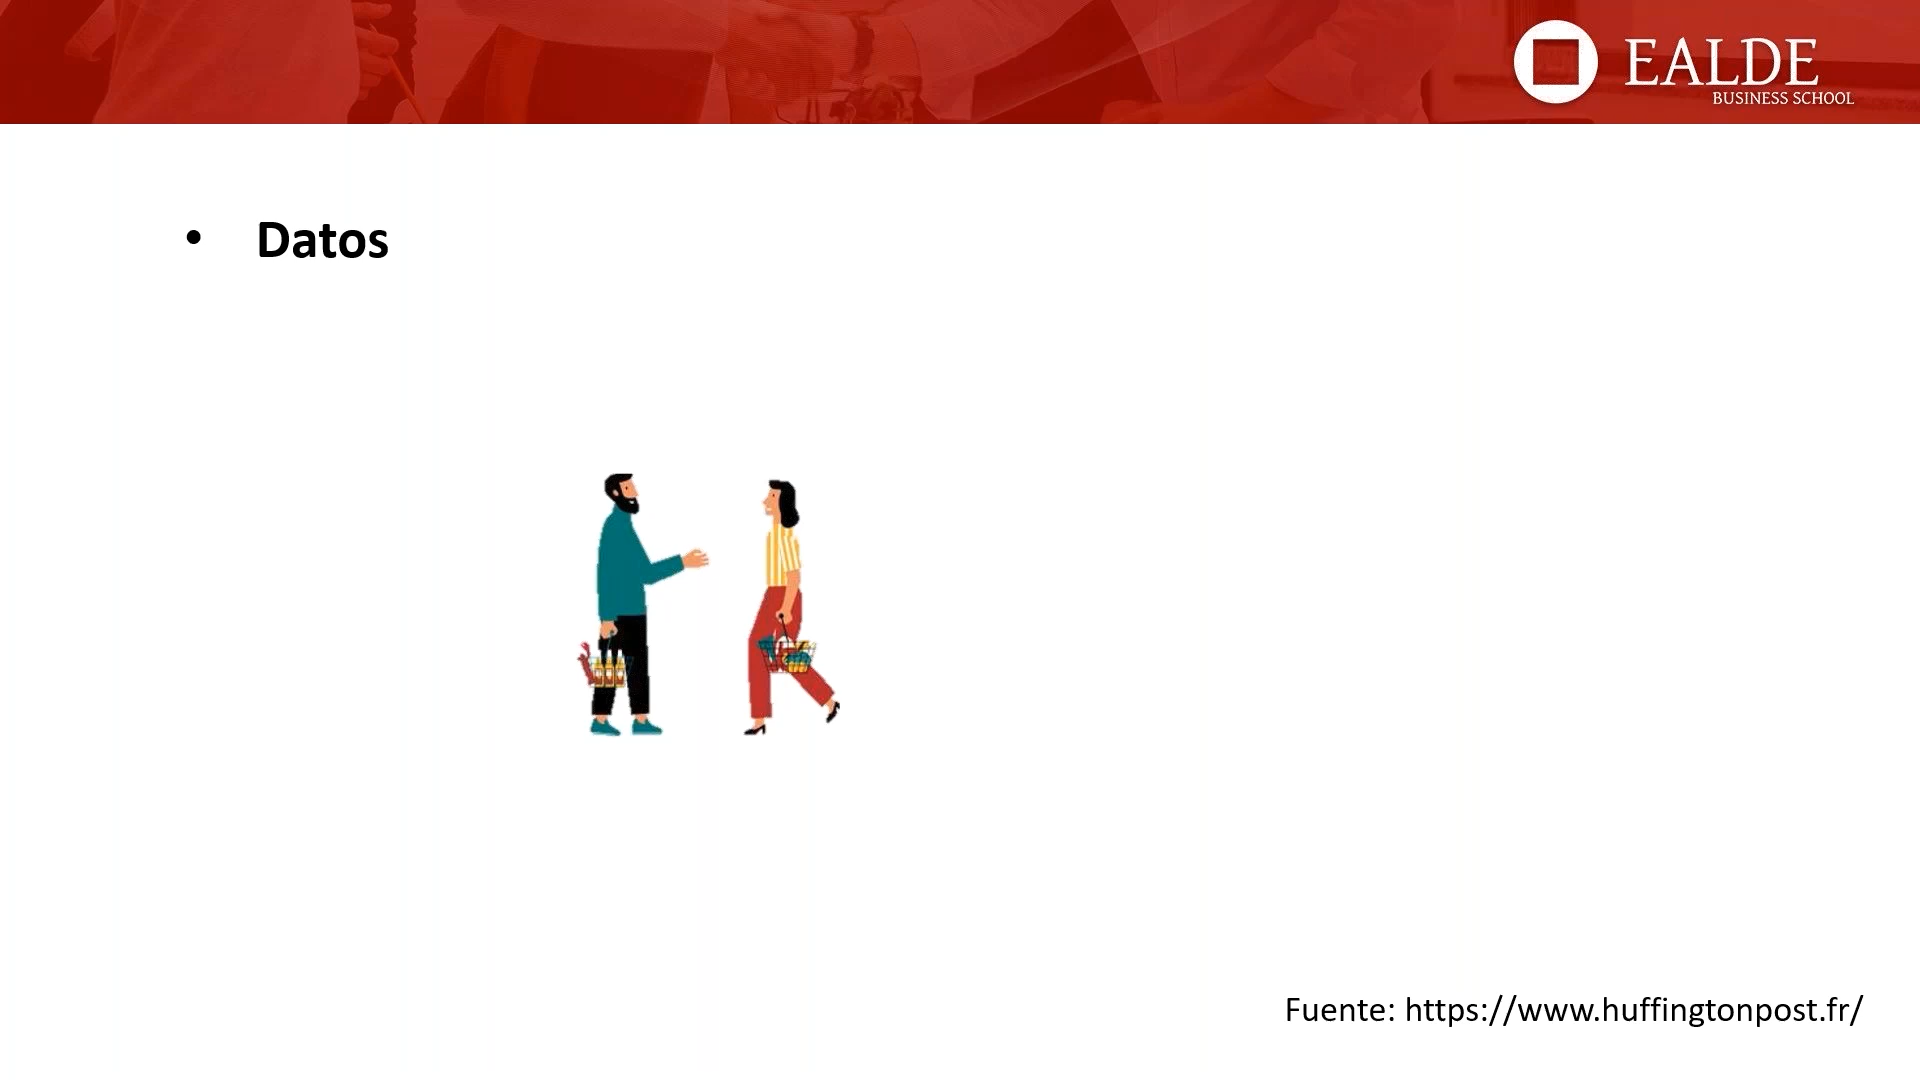 EALDE
BUSINESS SCHOOL
• Datos
Fuente: https://www.huffingtonpost.fr/